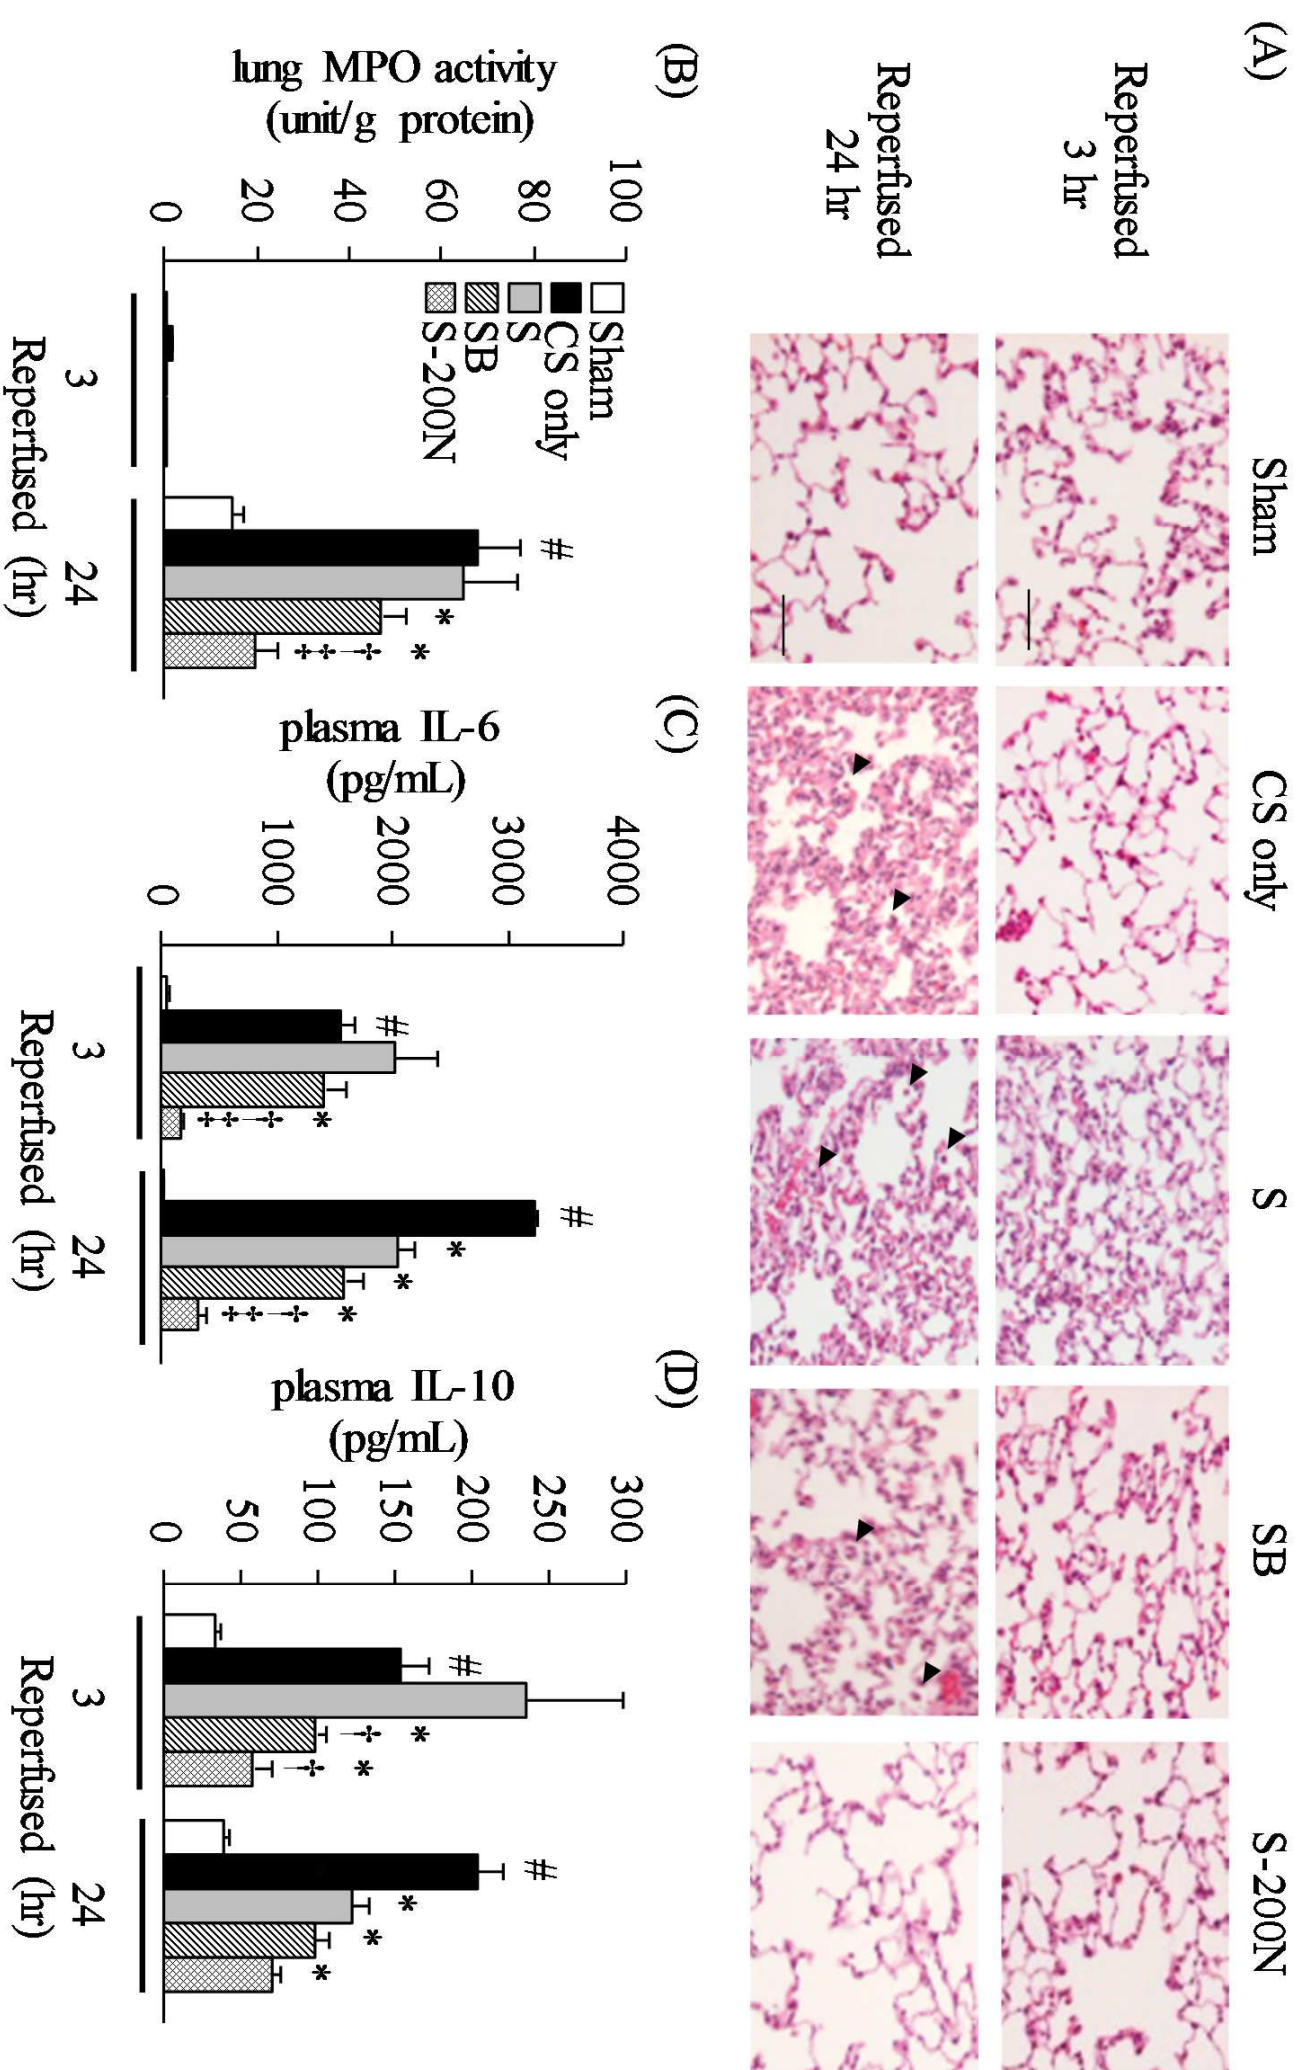 (A)
Sham
CS only
S
SB
S-200N
Reperfused
3 hr
Reperfused
24 hr
(B)
lung MPO activity
(unit/g protein)
100
80
60
40
20
0
Sham
CS only
S
SB
S-200N
#
*
‡ † *
3
24
Reperfused (hr)
(C)
plasma IL-6
(pg/mL)
4000
3000
2000
1000
0
#
‡ † *
#
*
*
‡ † *
3
24
Reperfused (hr)
(D)
plasma IL-10
(pg/mL)
300
250
200
150
100
50
0
#
† *
† *
#
*
*
*
3
24
Reperfused (hr)